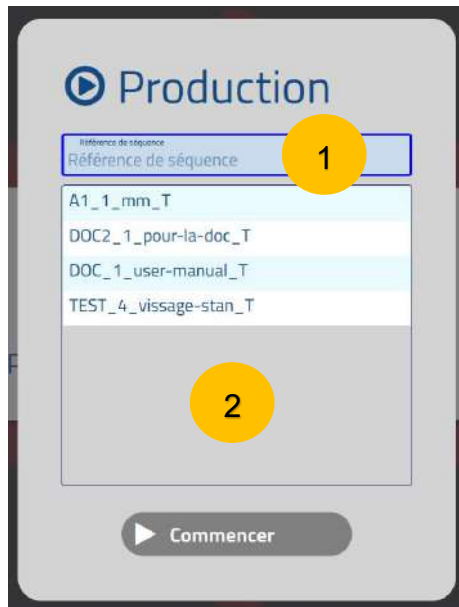 Production
Référence de séquence
Référence de séquence
1
A1_1_mm_T
DOC2_1_pour-la-doc_T
DOC_1_user-manual_T
TEST_4_vissage-stan_T
2
Commencer